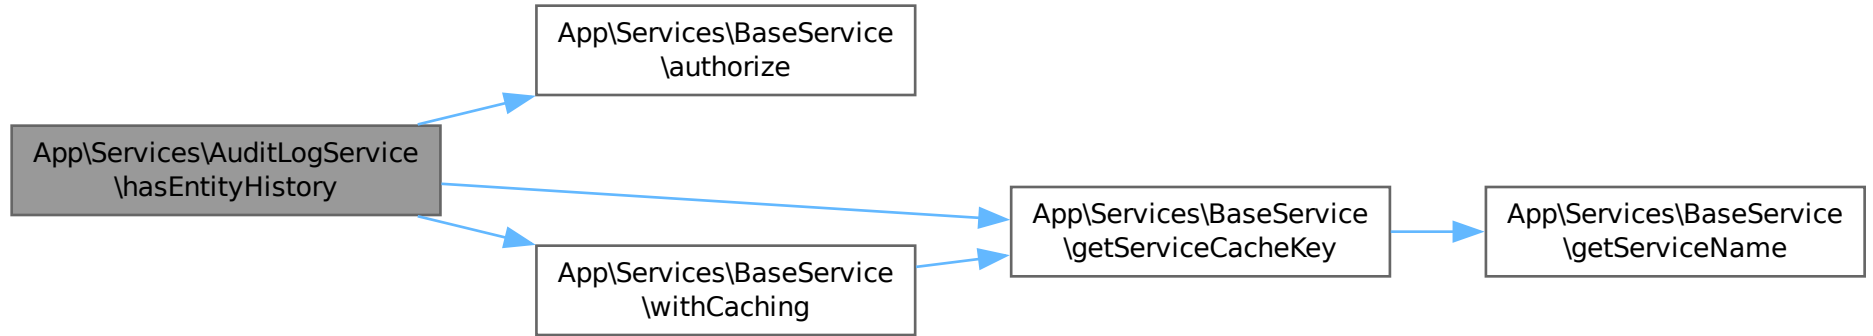 App\Services\BaseService
\authorize
App\Services\AuditLogService
\hasEntityHistory
App\Services\BaseService
\getServiceCacheKey
App\Services\BaseService
\getServiceName
App\Services\BaseService
\withCaching